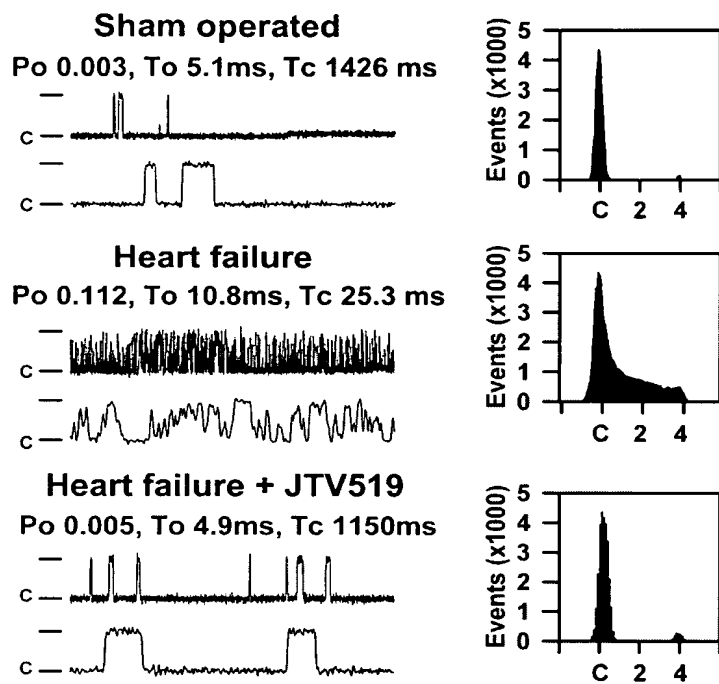 Sham operated
Po 0.003, To 5.1ms, Tc 1426 ms
C
C
Events (x1000)
5
4
3
2
1
0
C 2 4
Heart failure
Po 0.112, To 10.8ms, Tc 25.3 ms
C
C
Events (x1000)
5
4
3
2
1
0
C 2 4
Heart failure + JTV519
Po 0.005, To 4.9ms, Tc 1150ms
C
C
Events (x1000)
5
4
3
2
1
0
C 2 4